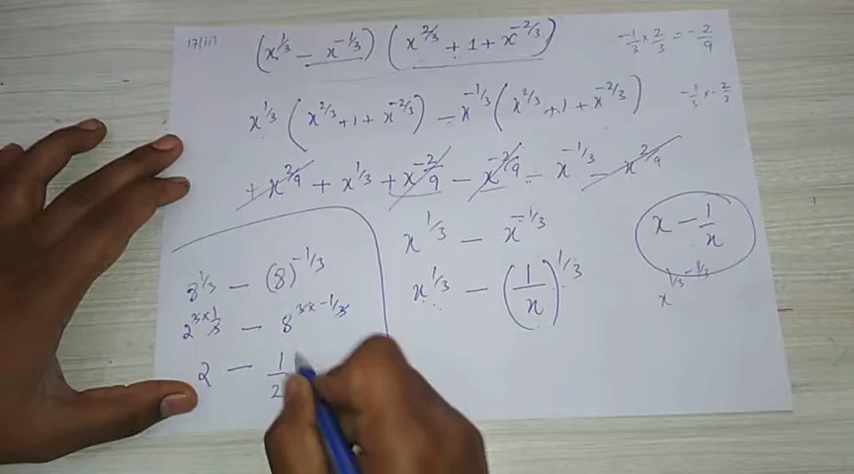 17(ii)
(x^{1/3} - x^{-1/3}) (x^{2/3} + 1 + x^{-2/3})
-1/3 × 2/3 = -2/9
x^{1/3} (x^{2/3} + 1 + x^{-2/3}) - x^{-1/3} (x^{2/3} + 1 + x^{-2/3})
+ x^{2/9} + x^{1/3} + x^{-2/9} - x^{-2/9} - x^{-1/3} - x^{2/9}
x^{1/3} - x^{-1/3}
x - 1/x
x^{1/3} - (1/x)^{1/3}
x^{1/3 - 1/3}
8^{1/3} - (8)^{-1/3}
2^{3 × 1/3} - 8^{3 × -1/3}
2 - 1/2